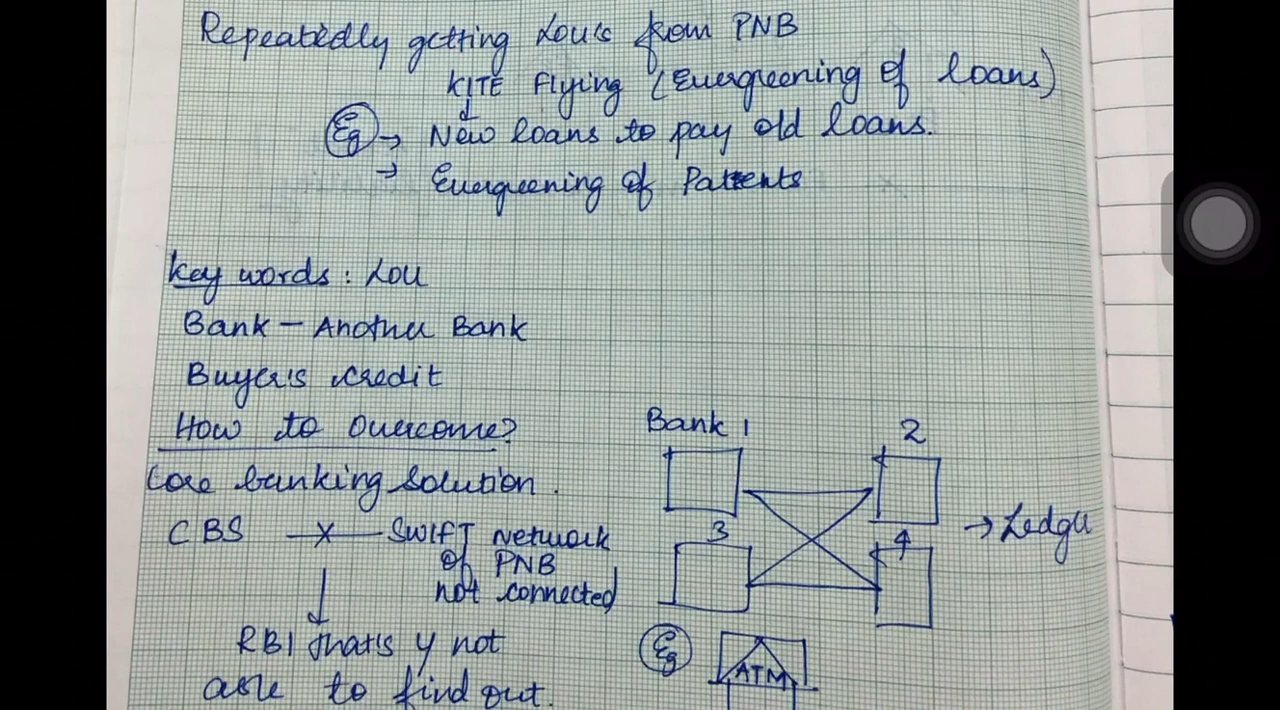 Repeatedly getting LOU's from PNB
KITE Flying (Evergreening of loans)
Eg → New loans to pay old loans.
→ Evergreening of Patents
Key words : LOU
Bank – Another Bank
Buyer's credit
How to overcome?
Bank 1 2
Core banking solution.
3 4 → Ledger
CBS —x— SWIFT Network
of PNB
not connected
RBI that's y not
able to find out.
Eg ATM